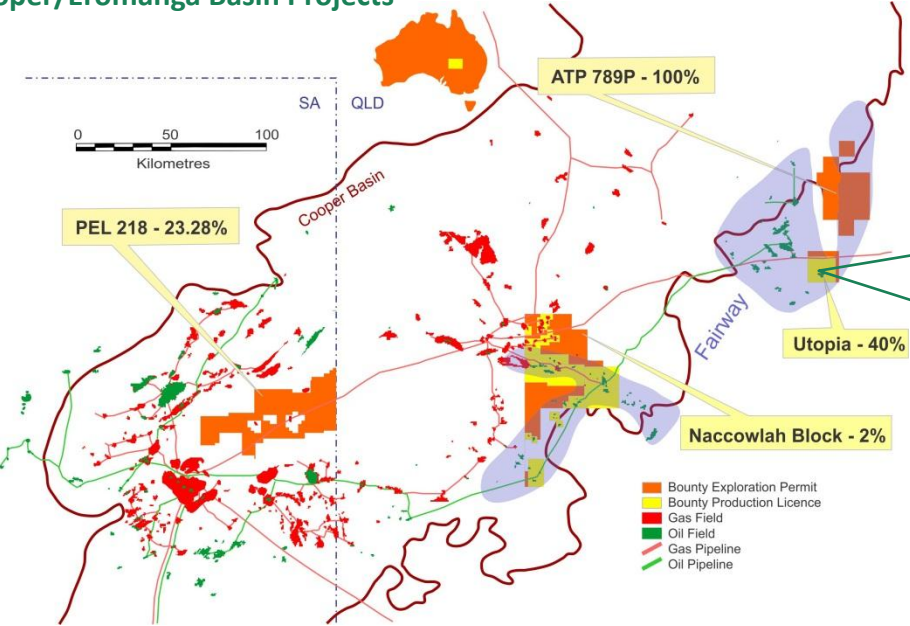 oper/Eromanga Basin Projects
ATP 789P - 100%
SA QLD
0 50 100
Kilometres
Cooper Basin
PEL 218 - 23.28%
Fairway
Utopia - 40%
Naccowlah Block - 2%
Bounty Exploration Permit
Bounty Production Licence
Gas Field
Oil Field
Gas Pipeline
Oil Pipeline